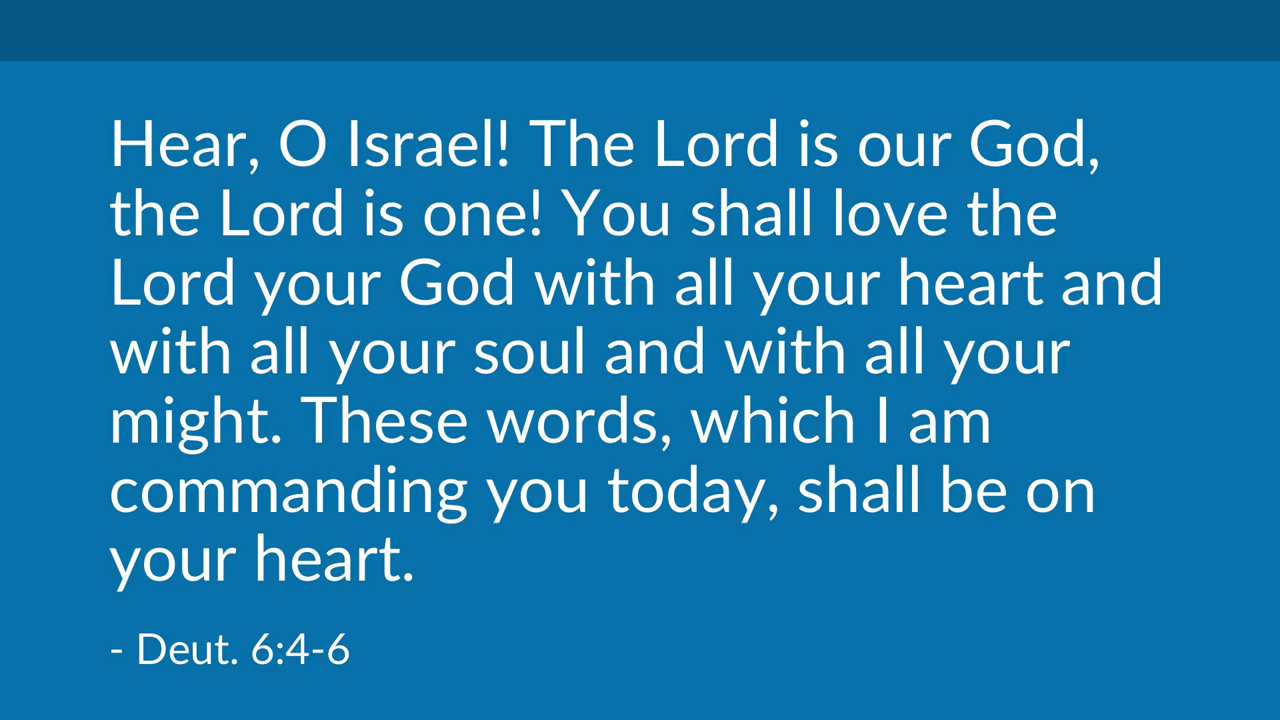 Hear, O Israel! The Lord is our God,
the Lord is one! You shall love the
Lord your God with all your heart and
with all your soul and with all your
might. These words, which I am
commanding you today, shall be on
your heart.
- Deut. 6:4-6